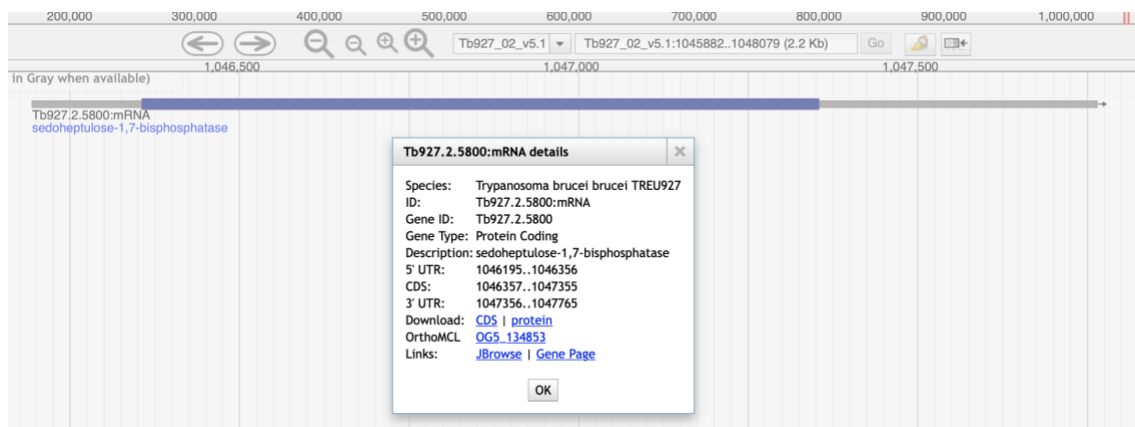 200,000 300,000 400,000 500,000 600,000 700,000 800,000 900,000 1,000,000
Tb927_02_v5.1 Tb927_02_v5.1:1045882..1048079 (2.2 Kb) Go
1,046,500 1,047,000 1,047,500
in Gray when available)
Tb927.2.5800:mRNA
sedoheptulose-1,7-bisphosphatase
Tb927.2.5800:mRNA details
Species: Trypanosoma brucei brucei TREU927
ID: Tb927.2.5800:mRNA
Gene ID: Tb927.2.5800
Gene Type: Protein Coding
Description: sedoheptulose-1,7-bisphosphatase
5' UTR: 1046195..1046356
CDS: 1046357..1047355
3' UTR: 1047356..1047765
Download: CDS | protein
OrthoMCL OG5_134853
Links: JBrowse | Gene Page
OK